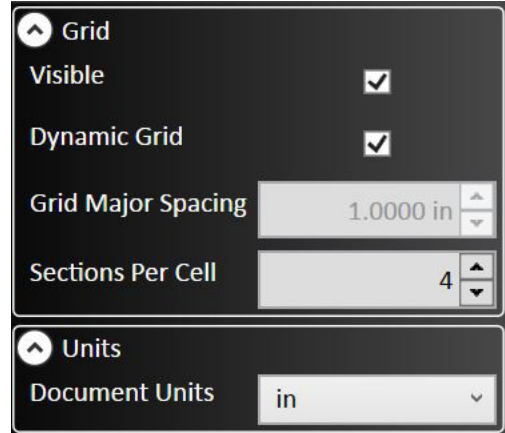 Grid
Visible
Dynamic Grid
Grid Major Spacing 1.0000 in
Sections Per Cell 4
Units
Document Units in